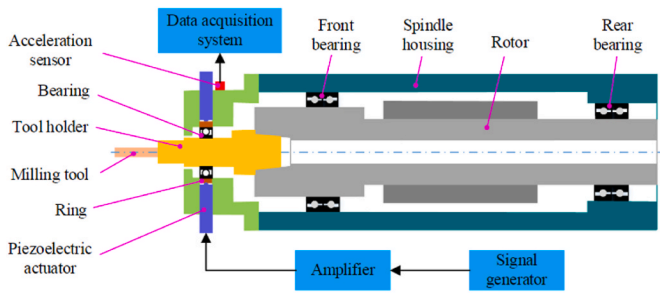 Acceleration
sensor
Data acquisition
system
Front
bearing
Spindle
housing
Rotor
Rear
bearing
Bearing
Tool holder
Milling tool
Ring
Piezoelectric
actuator
Amplifier
Signal
generator